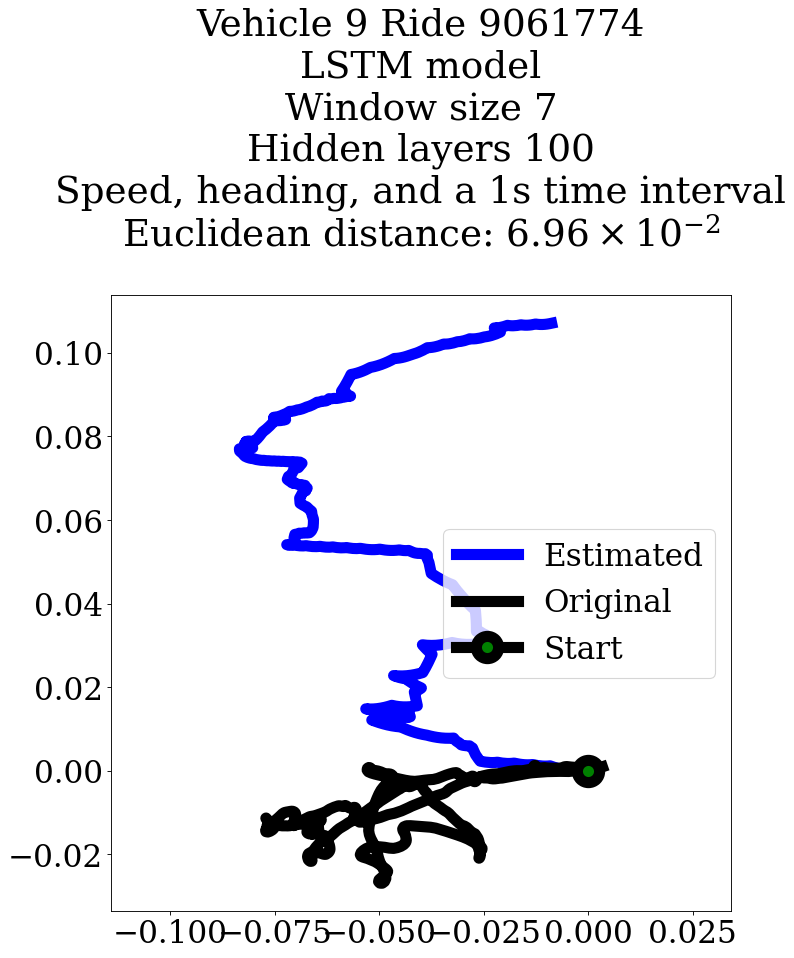 Vehicle 9 Ride 9061774
LSTM model
Window size 7
Hidden layers 100
Speed, heading, and a 1s time interval
Euclidean distance: 6.96 × 10⁻²
0.10
0.08
0.06
0.04
0.02
0.00
−0.02
Estimated
Original
Start
−0.100 −0.075 −0.050 −0.025 0.000 0.025